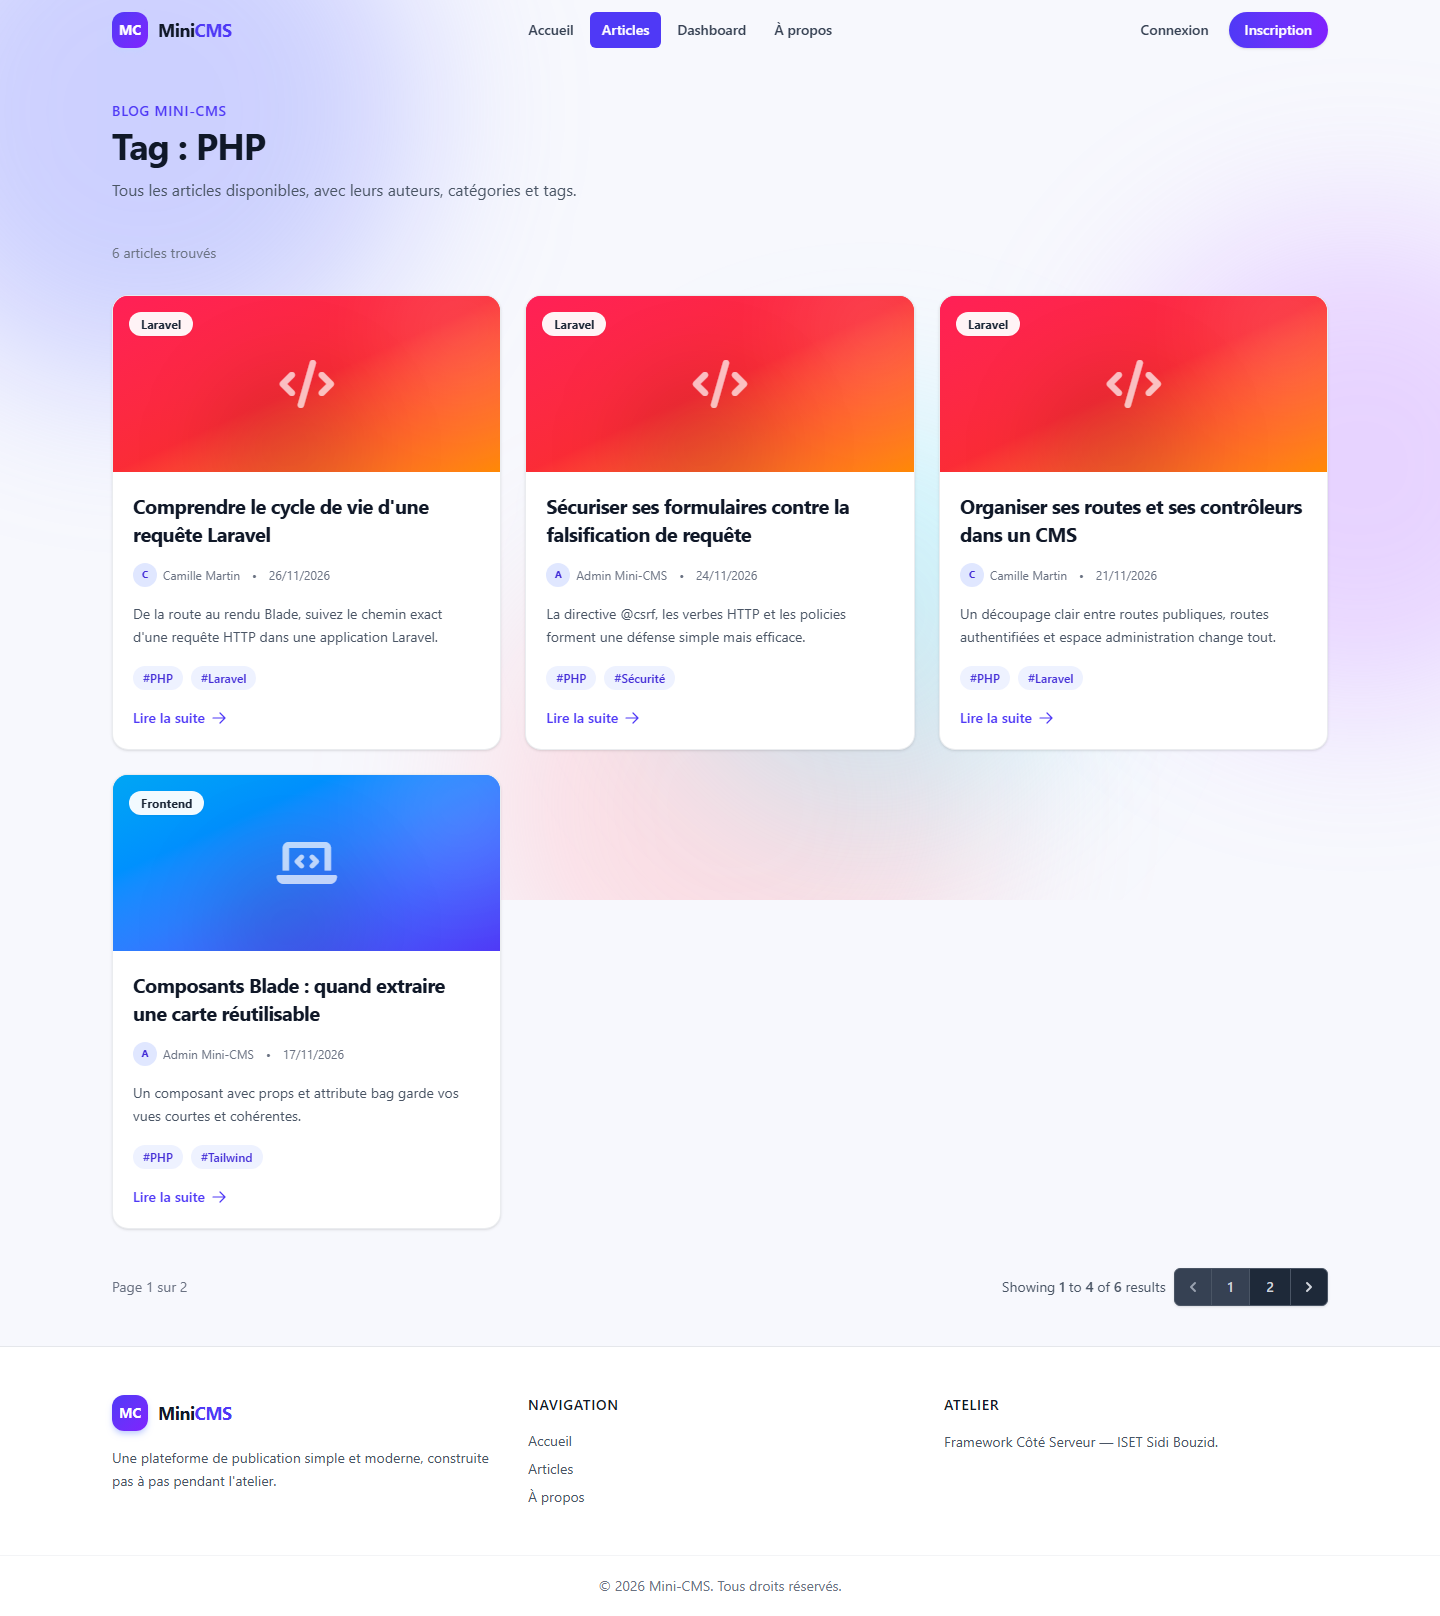 MC MiniCMS
Accueil Articles Dashboard À propos
Connexion Inscription
BLOG MINI-CMS
Tag : PHP
Tous les articles disponibles, avec leurs auteurs, catégories et tags.
6 articles trouvés
Laravel
Comprendre le cycle de vie d'une
requête Laravel
C Camille Martin • 26/11/2026
De la route au rendu Blade, suivez le chemin exact
d'une requête HTTP dans une application Laravel.
#PHP #Laravel
Lire la suite →
Laravel
Sécuriser ses formulaires contre la
falsification de requête
A Admin Mini-CMS • 24/11/2026
La directive @csrf, les verbes HTTP et les policies
forment une défense simple mais efficace.
#PHP #Sécurité
Lire la suite →
Laravel
Organiser ses routes et ses contrôleurs
dans un CMS
C Camille Martin • 21/11/2026
Un découpage clair entre routes publiques, routes
authentifiées et espace administration change tout.
#PHP #Laravel
Lire la suite →
Frontend
Composants Blade : quand extraire
une carte réutilisable
A Admin Mini-CMS • 17/11/2026
Un composant avec props et attribute bag garde vos
vues courtes et cohérentes.
#PHP #Tailwind
Lire la suite →
Page 1 sur 2
Showing 1 to 4 of 6 results
1 2
MC MiniCMS
Une plateforme de publication simple et moderne, construite
pas à pas pendant l'atelier.
NAVIGATION
Accueil
Articles
À propos
ATELIER
Framework Côté Serveur — ISET Sidi Bouzid.
© 2026 Mini-CMS. Tous droits réservés.